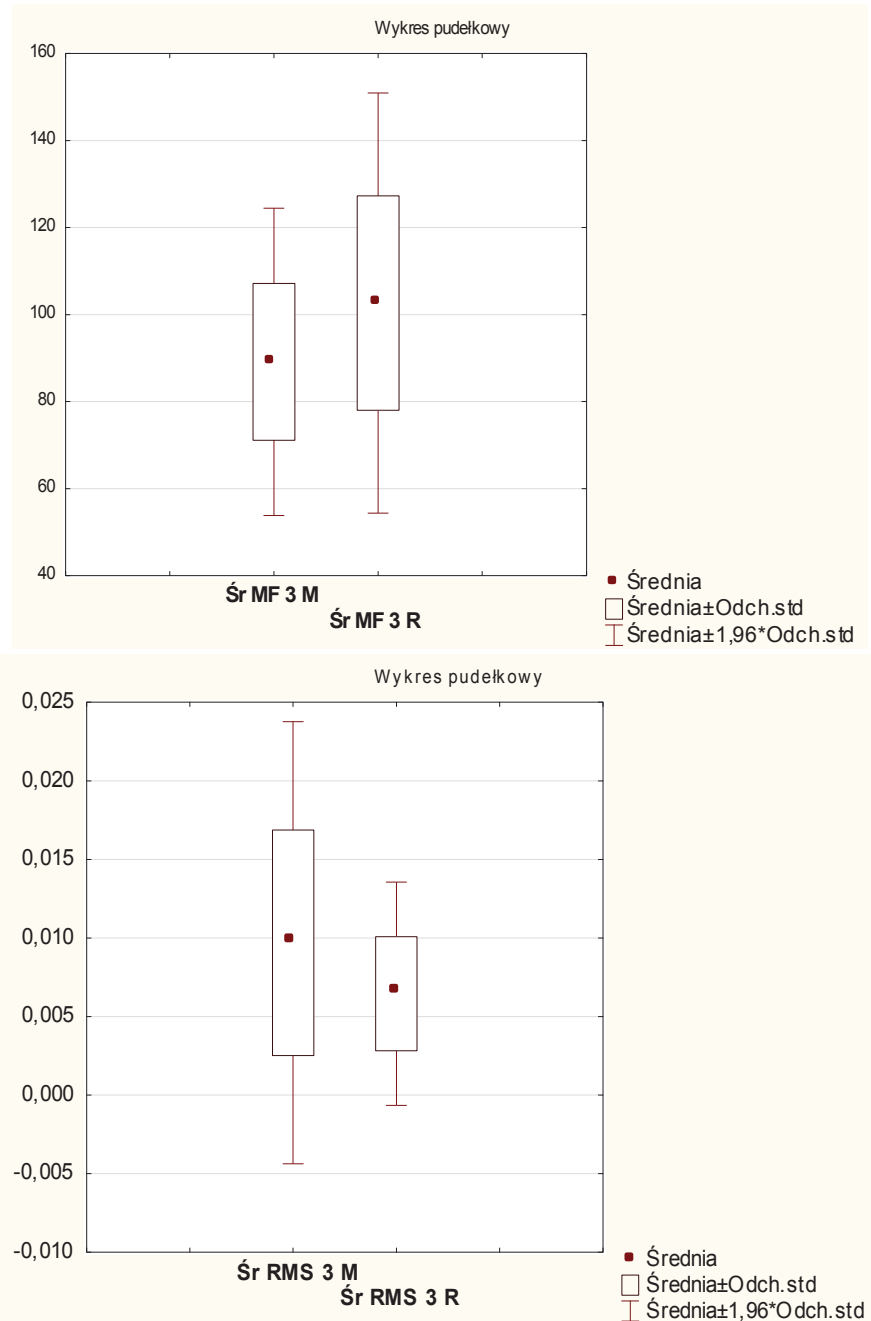 Wykres pudełkowy
160
140
120
100
80
60
40
Śr MF 3 M
Śr MF 3 R
Średnia
Średnia±Odch.std
Średnia±1,96*Odch.std
Wykres pudełkowy
0,025
0,020
0,015
0,010
0,005
0,000
-0,005
-0,010
Śr RMS 3 M
Śr RMS 3 R
Średnia
Średnia±Odch.std
Średnia±1,96*Odch.std